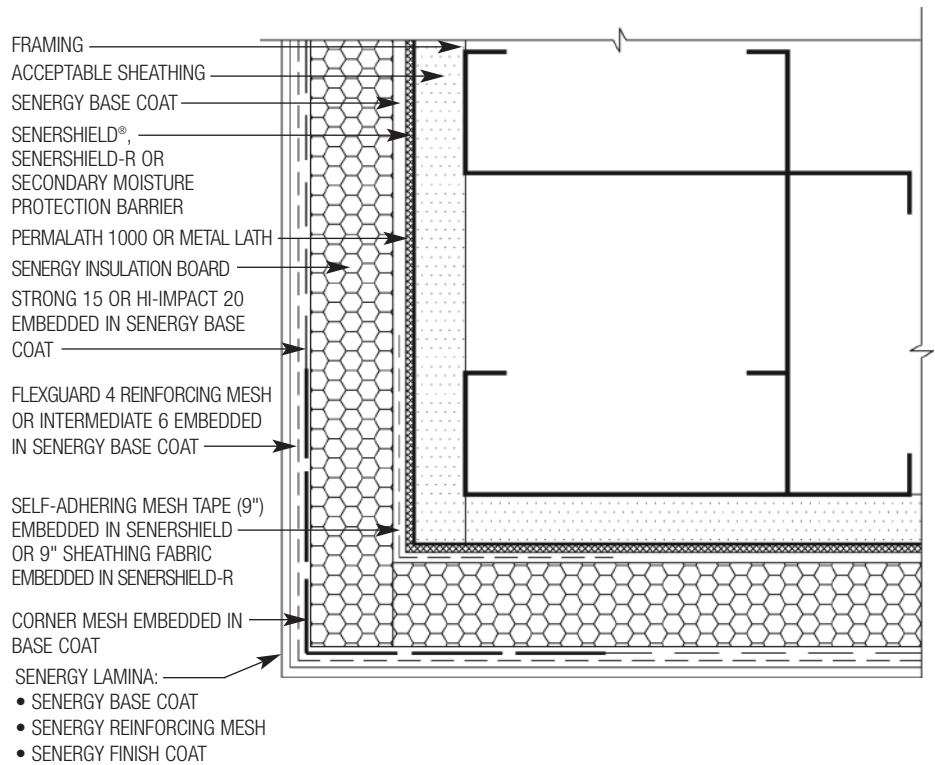 FRAMING
ACCEPTABLE SHEATHING
SENERGY BASE COAT
SENERSHIELD®,
SENERSHIELD-R OR
SECONDARY MOISTURE
PROTECTION BARRIER
PERMALATH 1000 OR METAL LATH
SENERGY INSULATION BOARD
STRONG 15 OR HI-IMPACT 20
EMBEDDED IN SENERGY BASE
COAT
FLEXGUARD 4 REINFORCING MESH
OR INTERMEDIATE 6 EMBEDDED
IN SENERGY BASE COAT
SELF-ADHERING MESH TAPE (9")
EMBEDDED IN SENERSHIELD
OR 9" SHEATHING FABRIC
EMBEDDED IN SENERSHIELD-R
CORNER MESH EMBEDDED IN
BASE COAT
SENERGY LAMINA:
• SENERGY BASE COAT
• SENERGY REINFORCING MESH
• SENERGY FINISH COAT